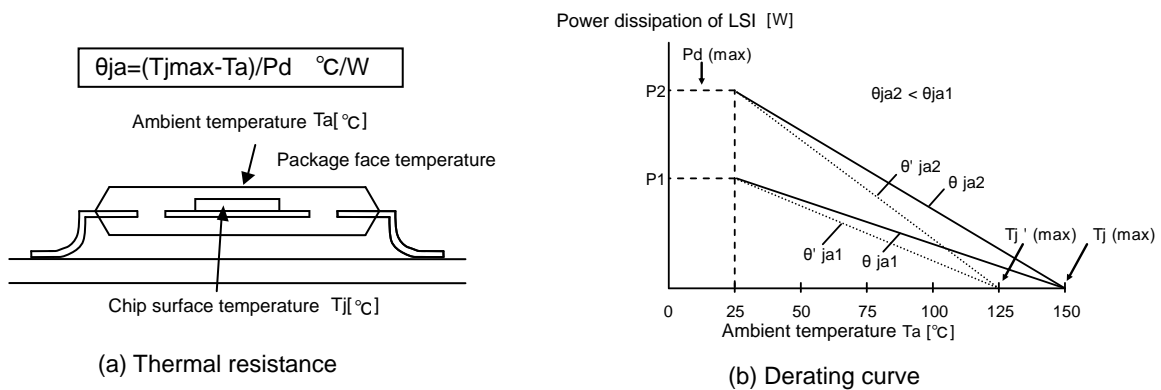 θja=(Tjmax-Ta)/Pd ℃/W
Ambient temperature Ta[℃]
Package face temperature
Chip surface temperature Tj[℃]
(a) Thermal resistance
Power dissipation of LSI [W]
Pd (max)
P2
θja2 < θja1
P1
θ' ja2
θ ja2
θ' ja1
θ ja1
Tj ' (max)
Tj (max)
0 25 50 75 100 125 150
Ambient temperature Ta [℃]
(b) Derating curve